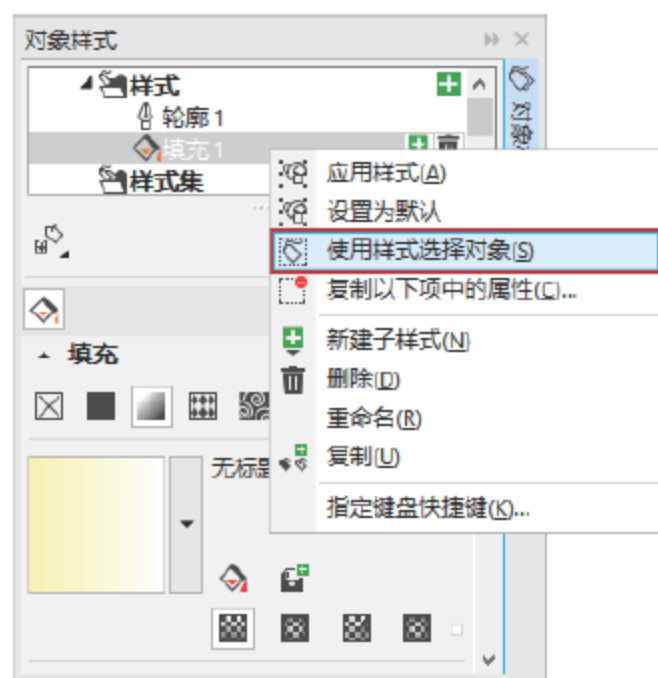 对象样式
样式
轮廓 1
填充 1
样式集
应用样式(A)
设置为默认
使用样式选择对象(S)
复制以下项中的属性(C)...
新建子样式(N)
删除(D)
重命名(R)
复制(U)
指定键盘快捷键(K)...
填充
无标